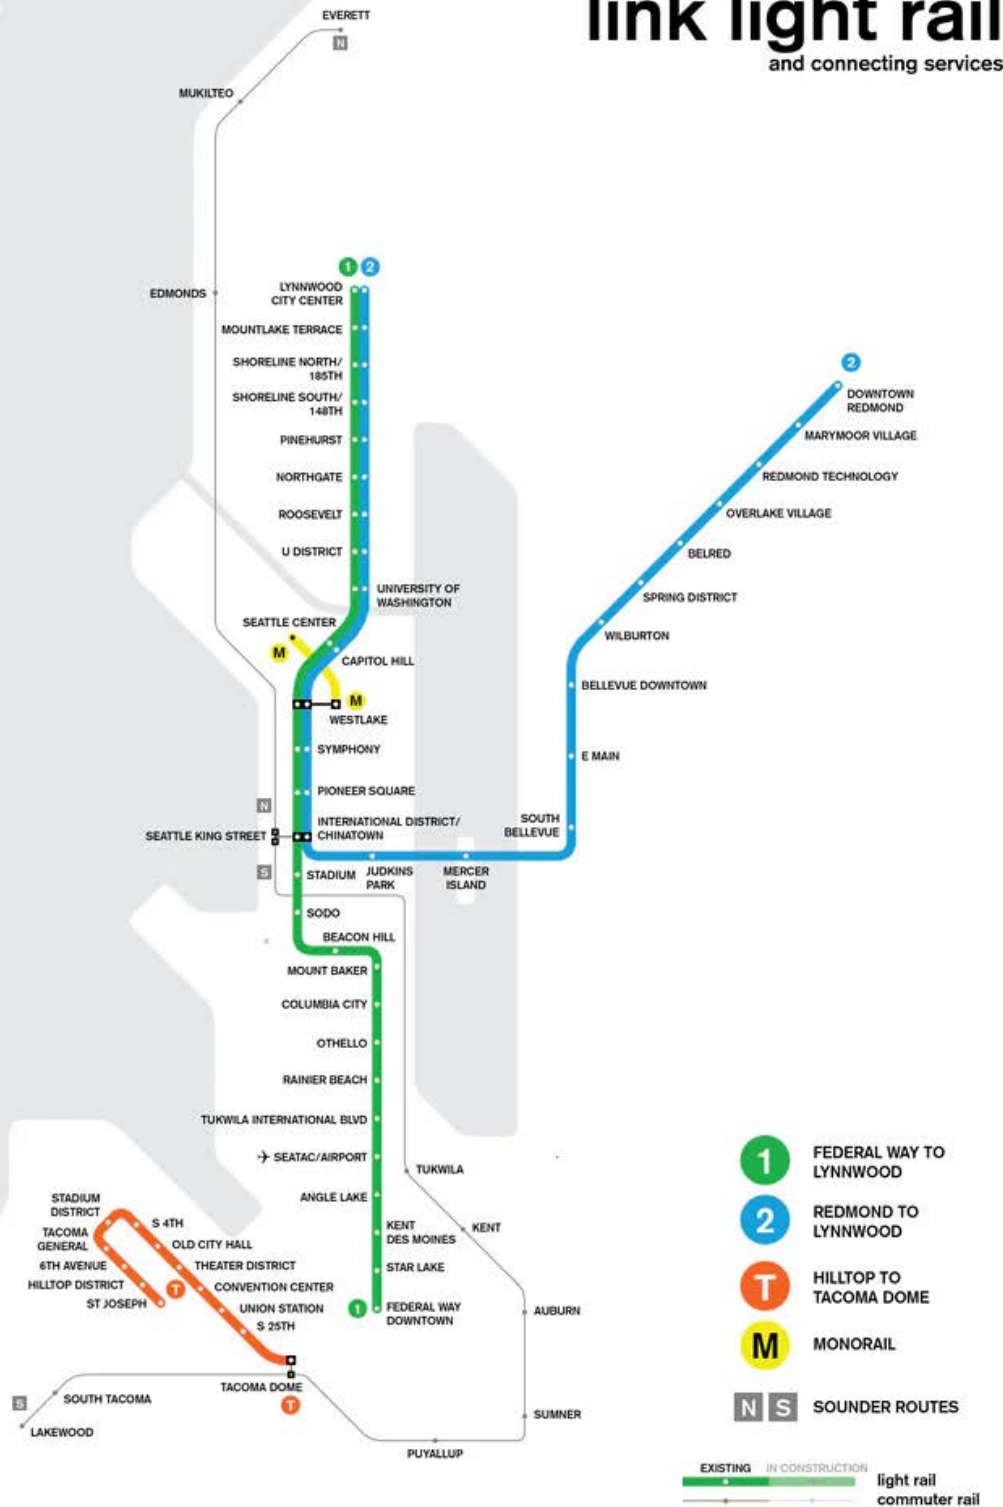 link light rail
and connecting services
EVERETT
N
MUKILTEO
EDMONDS
1 2
LYNNWOOD
CITY CENTER
MOUNTLAKE TERRACE
SHORELINE NORTH/
185TH
SHORELINE SOUTH/
148TH
PINEHURST
NORTHGATE
ROOSEVELT
U DISTRICT
UNIVERSITY OF
WASHINGTON
SEATTLE CENTER
M
CAPITOL HILL
M
WESTLAKE
SYMPHONY
PIONEER SQUARE
N
INTERNATIONAL DISTRICT/
CHINATOWN
SEATTLE KING STREET
S
STADIUM
JUDKINS
PARK
MERCER
ISLAND
SOUTH
BELLEVUE
E MAIN
BELLEVUE DOWNTOWN
WILBURTON
SPRING DISTRICT
BELRED
OVERLAKE VILLAGE
REDMOND TECHNOLOGY
MARYMOOR VILLAGE
DOWNTOWN
REDMOND
2
SODO
BEACON HILL
MOUNT BAKER
COLUMBIA CITY
OTHELLO
RAINIER BEACH
TUKWILA INTERNATIONAL BLVD
SEATAC/AIRPORT
ANGLE LAKE
KENT
DES MOINES
STAR LAKE
1
FEDERAL WAY
DOWNTOWN
TUKWILA
KENT
AUBURN
SUMNER
PUYALLUP
STADIUM
DISTRICT
TACOMA
GENERAL
6TH AVENUE
HILLTOP DISTRICT
ST JOSEPH
T
S 4TH
OLD CITY HALL
THEATER DISTRICT
CONVENTION CENTER
UNION STATION
S 25TH
TACOMA DOME
T
SOUTH TACOMA
S
LAKEWOOD
1 FEDERAL WAY TO
LYNNWOOD
2 REDMOND TO
LYNNWOOD
T HILLTOP TO
TACOMA DOME
M MONORAIL
N S SOUNDER ROUTES
EXISTING IN CONSTRUCTION
light rail
commuter rail